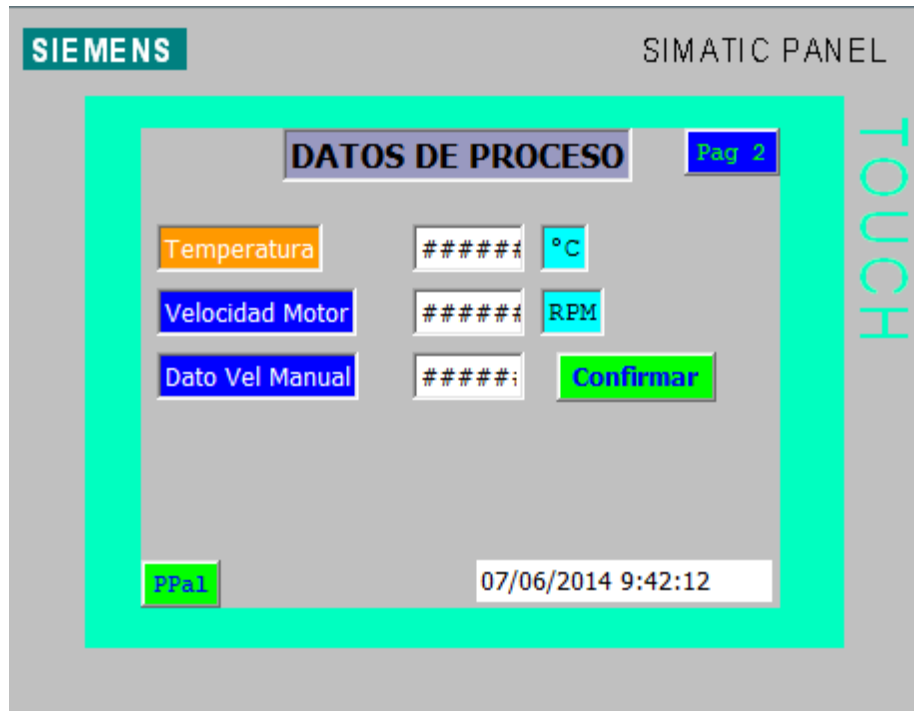 SIEMENS SIMATIC PANEL
TOUCH
DATOS DE PROCESO Pag 2
Temperatura ###### °C
Velocidad Motor ###### RPM
Dato Vel Manual ###### Confirmar
PPal 07/06/2014 9:42:12